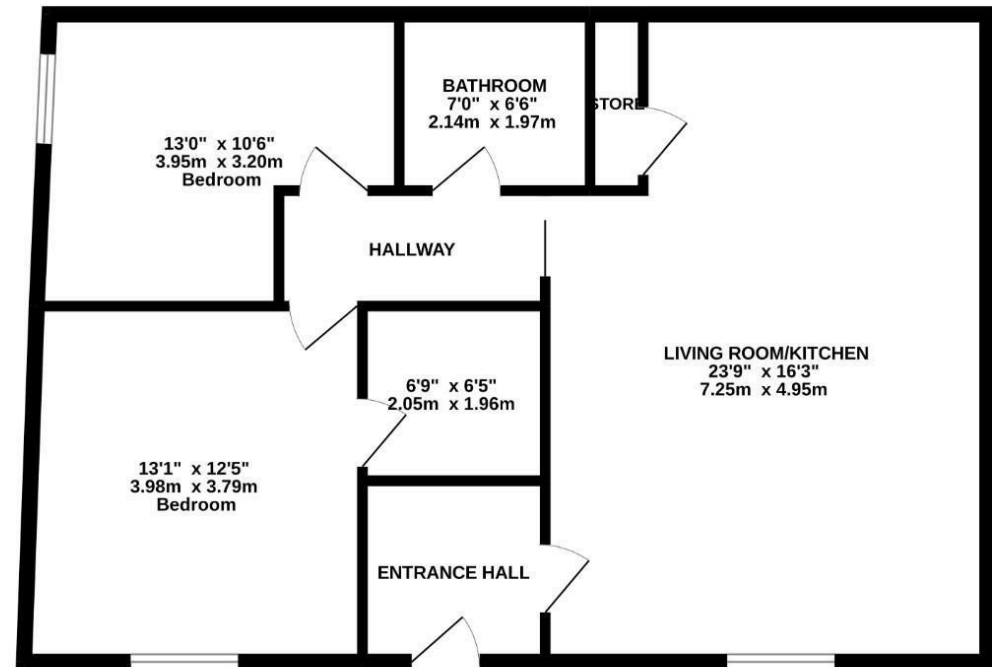 BATHROOM
7'0" x 6'6"
2.14m x 1.97m
STORE
13'0" x 10'6"
3.95m x 3.20m
Bedroom
HALLWAY
LIVING ROOM/KITCHEN
23'9" x 16'3"
7.25m x 4.95m
6'9" x 6'5"
2.05m x 1.96m
13'1" x 12'5"
3.98m x 3.79m
Bedroom
ENTRANCE HALL